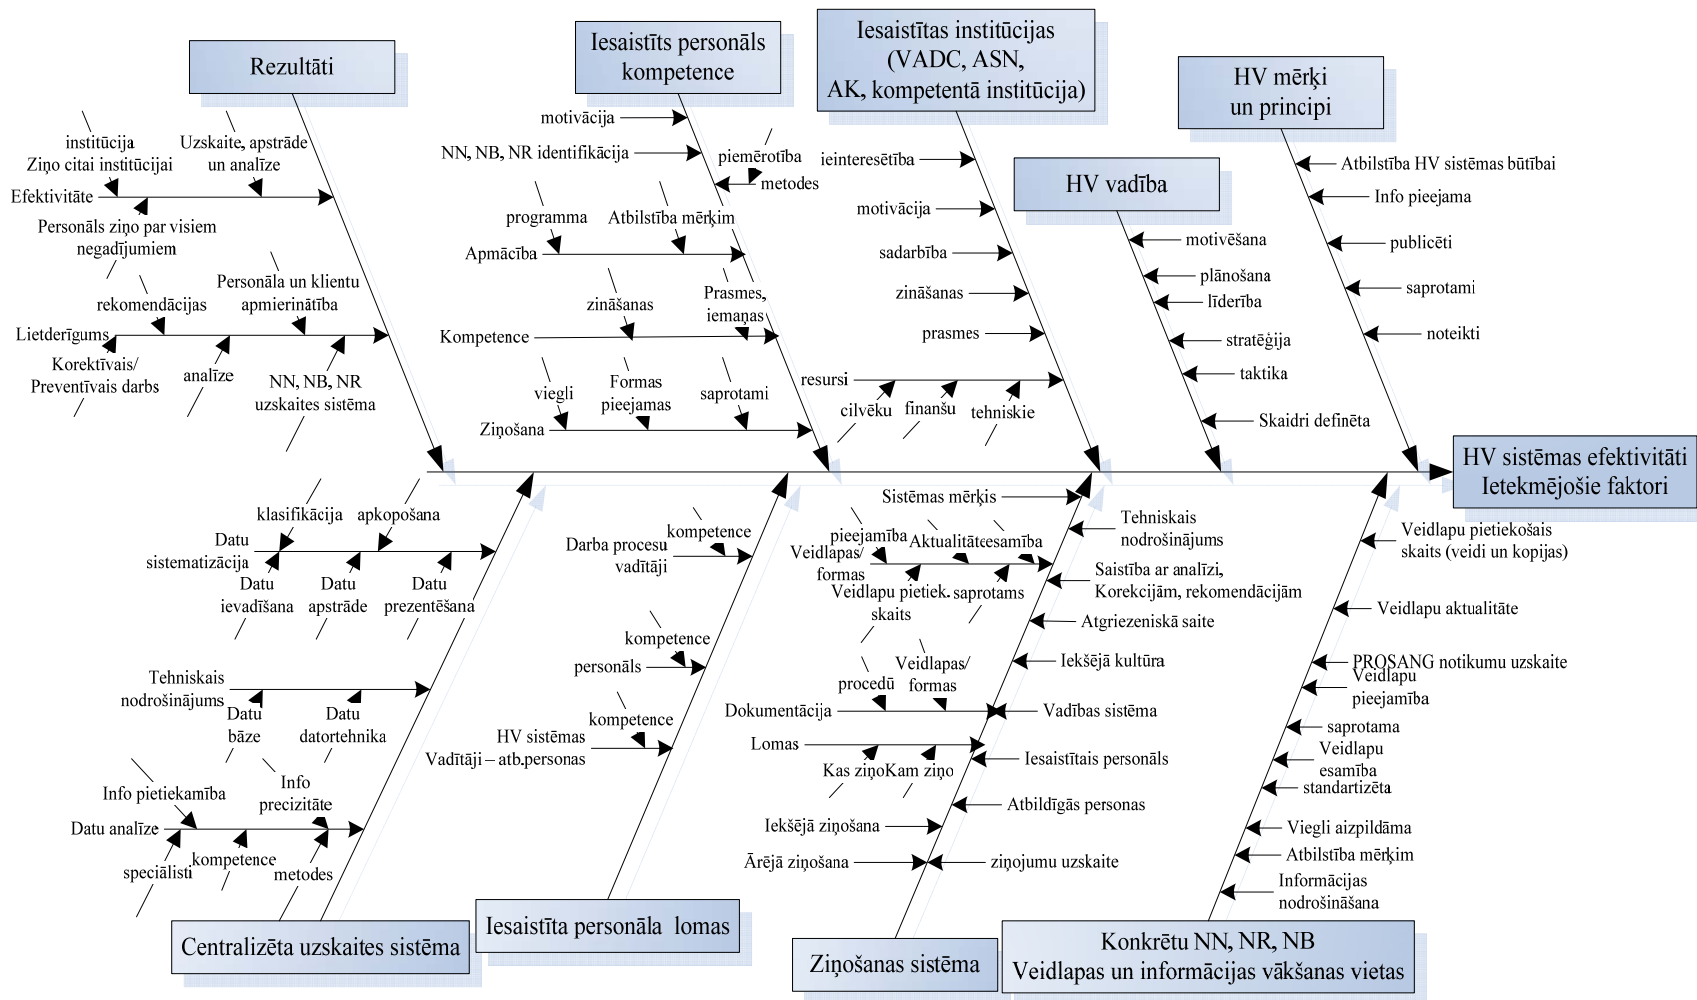 Rezultāti
institūcija
Ziņo citai institūcijai
Uzskaite, apstrāde
un analīze
Efektivitāte
Personāls ziņo par visiem
negadījumiem
rekomendācijas
Personāla un klientu
apmierinātība
Lietderīgums
Korektīvais/
Preventīvais darbs
analīze
NN, NB, NR
uzskaites sistēma
Iesaistīts personāls
kompetence
motivācija
NN, NB, NR identifikācija
piemērotība
metodes
programma
Atbilstība mērķim
Apmācība
zināšanas
Prasmes,
iemaņas
Kompetence
viegli
Formas
pieejamas
saprotami
Ziņošana
Iesaistītas institūcijas
(VADC, ASN,
AK, kompetentā institūcija)
ieinteresētība
motivācija
sadarbība
zināšanas
prasmes
resursi
cilvēku
finanšu
tehniskie
HV vadība
motivēšana
plānošana
līderība
stratēģija
taktika
Skaidri definēta
HV mērķi
un principi
Atbilstība HV sistēmas būtībai
Info pieejama
publicēti
saprotami
noteikti
HV sistēmas efektivitāti
Ietekmējošie faktori
klasifikācija
apkopošana
Datu
sistematizācija
Datu
ievadīšana
Datu
apstrāde
Datu
prezentēšana
Tehniskais
nodrošinājums
Datu
bāze
Datu
datortehnika
Info pietiekamība
Info
precizitāte
Datu analīze
speciālisti
kompetence
metodes
Centralizēta uzskaites sistēma
kompetence
Darba procesu
vadītāji
kompetence
personāls
kompetence
HV sistēmas
Vadītāji – atb.personas
Iesaistīta personāla lomas
Sistēmas mērķis
pieejamība
Aktualitāte
esamība
Veidlapas/
formas
Veidlapu pietiek.
skaits
saprotams
procedū
Veidlapas/
formas
Dokumentācija
Lomas
Kas ziņo
Kam ziņo
Iekšējā ziņošana
Ārējā ziņošana
Tehniskais
nodrošinājums
Saistība ar analīzi,
Korekcijām, rekomendācijām
Atgriezeniskā saite
Iekšējā kultūra
Vadības sistēma
Iesaistītais personāls
Atbildīgās personas
ziņojumu uzskaite
Ziņošanas sistēma
Veidlapu pietiekošais
skaits (veidi un kopijas)
Veidlapu aktualitāte
PROSANG notikumu uzskaite
Veidlapu
pieejamība
saprotama
Veidlapu
esamība
standartizēta
Viegli aizpildāma
Atbilstība mērķim
Informācijas
nodrošināšana
Konkrētu NN, NR, NB
Veidlapas un informācijas vākšanas vietas